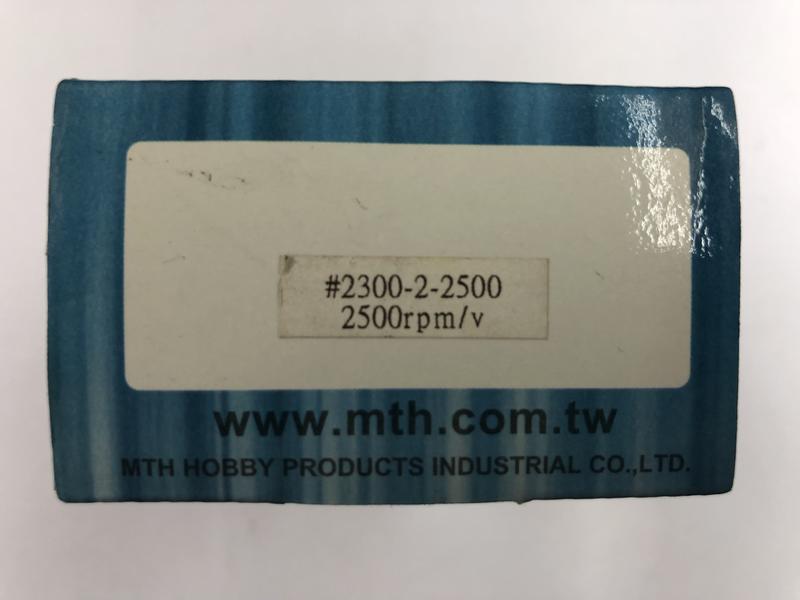 #2300-2-2500
2500rpm/v
www.mth.com.tw
MTH HOBBY PRODUCTS INDUSTRIAL CO.,LTD.